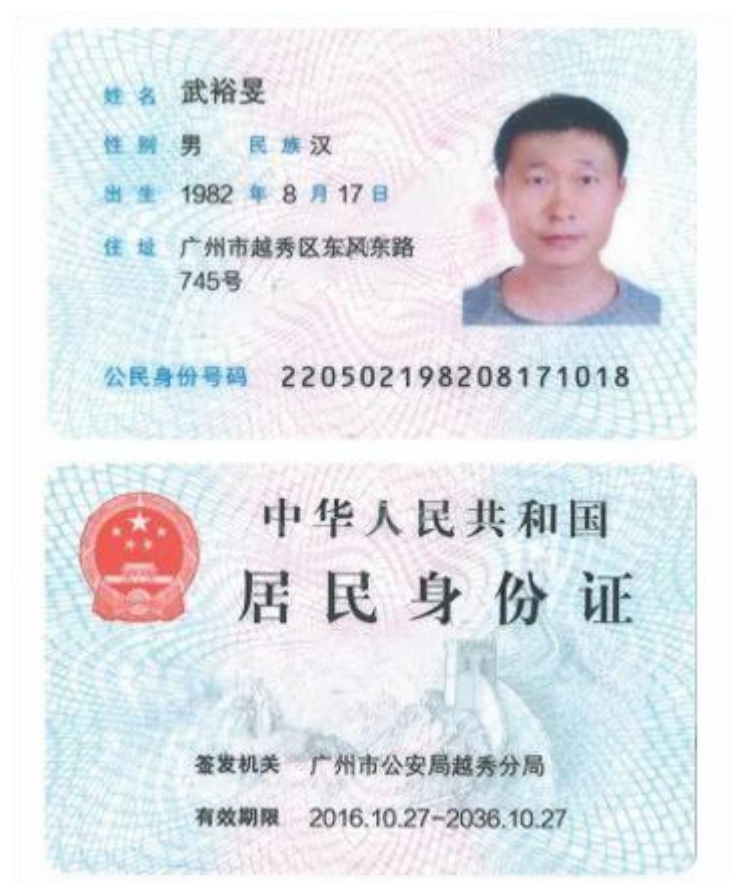 姓名 武裕旻
性别 男 民族 汉
出生 1982 年 8 月 17 日
住址 广州市越秀区东风东路
745号
公民身份号码 220502198208171018
中华人民共和国
居民身份证
签发机关 广州市公安局越秀分局
有效期限 2016.10.27-2036.10.27